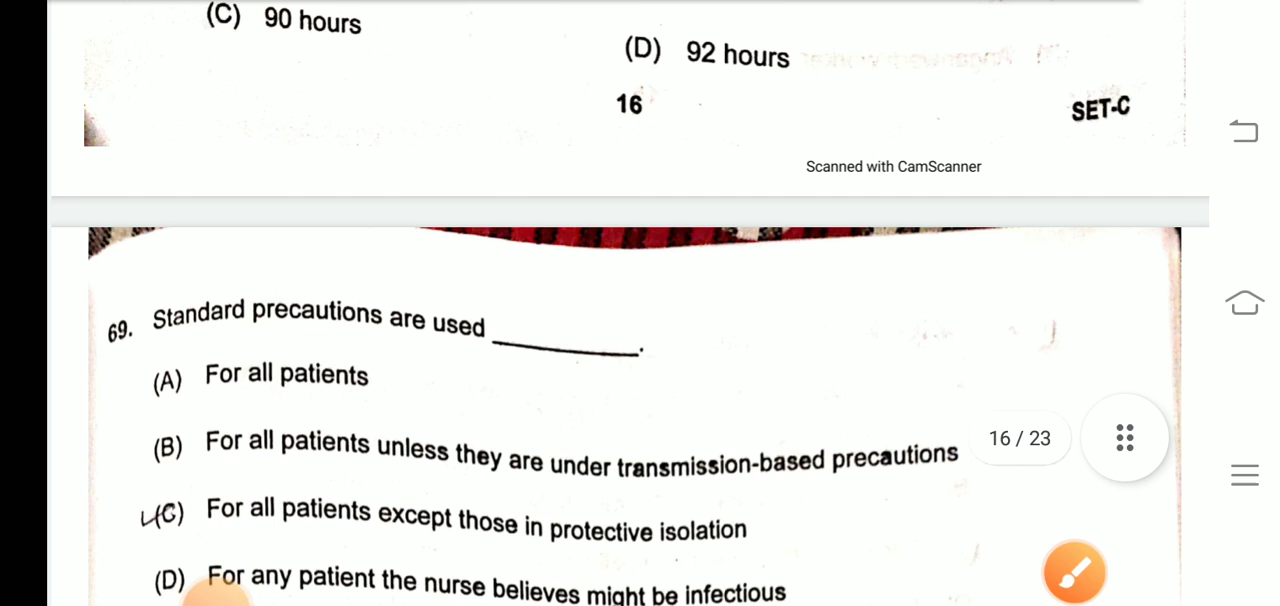 (C) 90 hours
(D) 92 hours
16
SET-C
Scanned with CamScanner
69. Standard precautions are used ________.
(A) For all patients
(B) For all patients unless they are under transmission-based precautions
16 / 23
(C) For all patients except those in protective isolation
(D) For any patient the nurse believes might be infectious